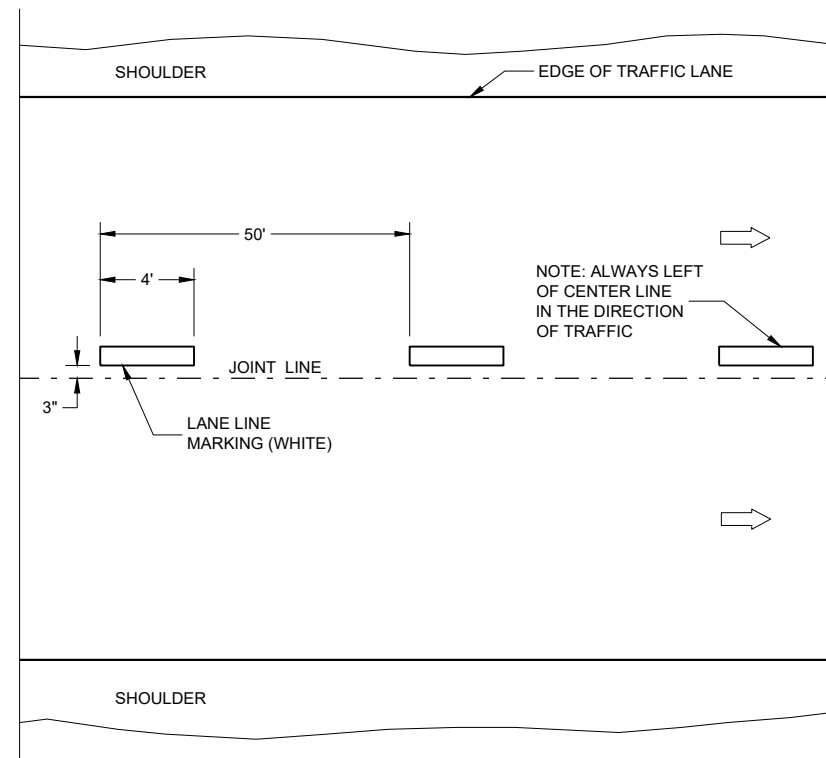 SHOULDER
EDGE OF TRAFFIC LANE
50'
4'
NOTE: ALWAYS LEFT
OF CENTER LINE
IN THE DIRECTION
OF TRAFFIC
JOINT LINE
3"
LANE LINE
MARKING (WHITE)
SHOULDER